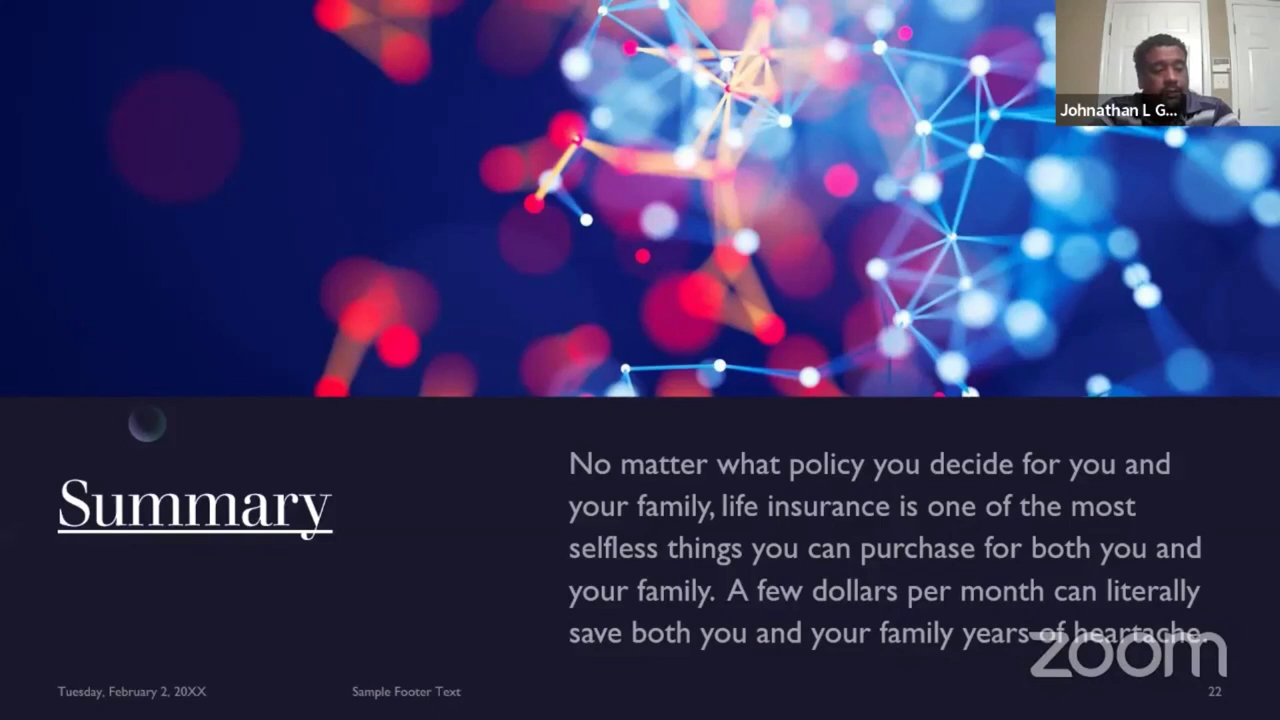 Johnathan L G...
Summary
No matter what policy you decide for you and
your family, life insurance is one of the most
selfless things you can purchase for both you and
your family. A few dollars per month can literally
save both you and your family years of heartache.
zoom
Tuesday, February 2, 20XX
Sample Footer Text
22